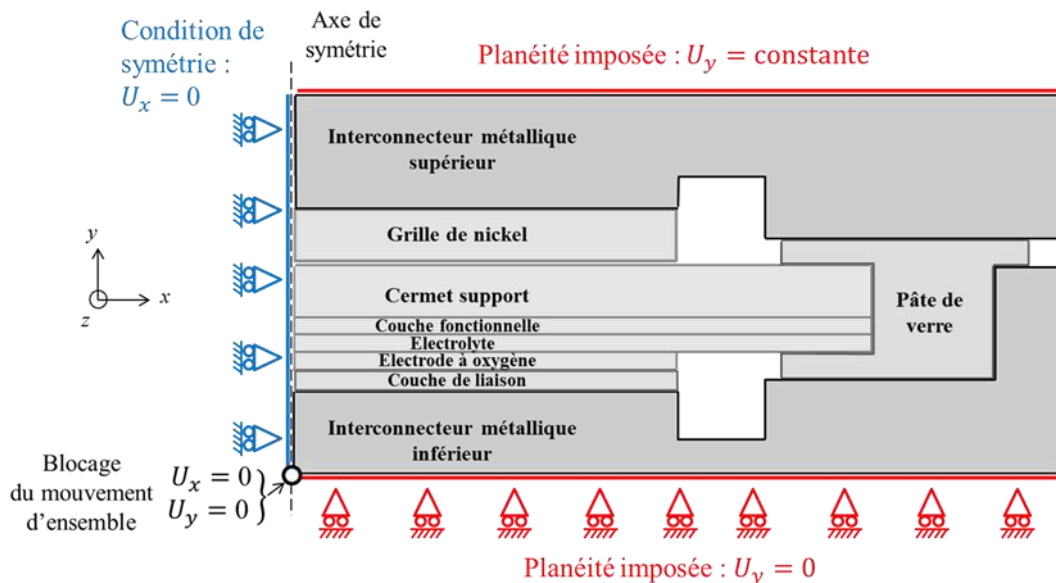 Condition de
symétrie :
U_x = 0
Axe de
symétrie
Planéité imposée : U_y = constante
Interconnecteur métallique
supérieur
Grille de nickel
Cermet support
Couche fonctionnelle
Electrolyte
Electrode à oxygène
Couche de liaison
Pâte de
verre
y
x
z
Interconnecteur métallique
inférieur
Blocage
du mouvement
d'ensemble
U_x = 0
U_y = 0
Planéité imposée : U_y = 0